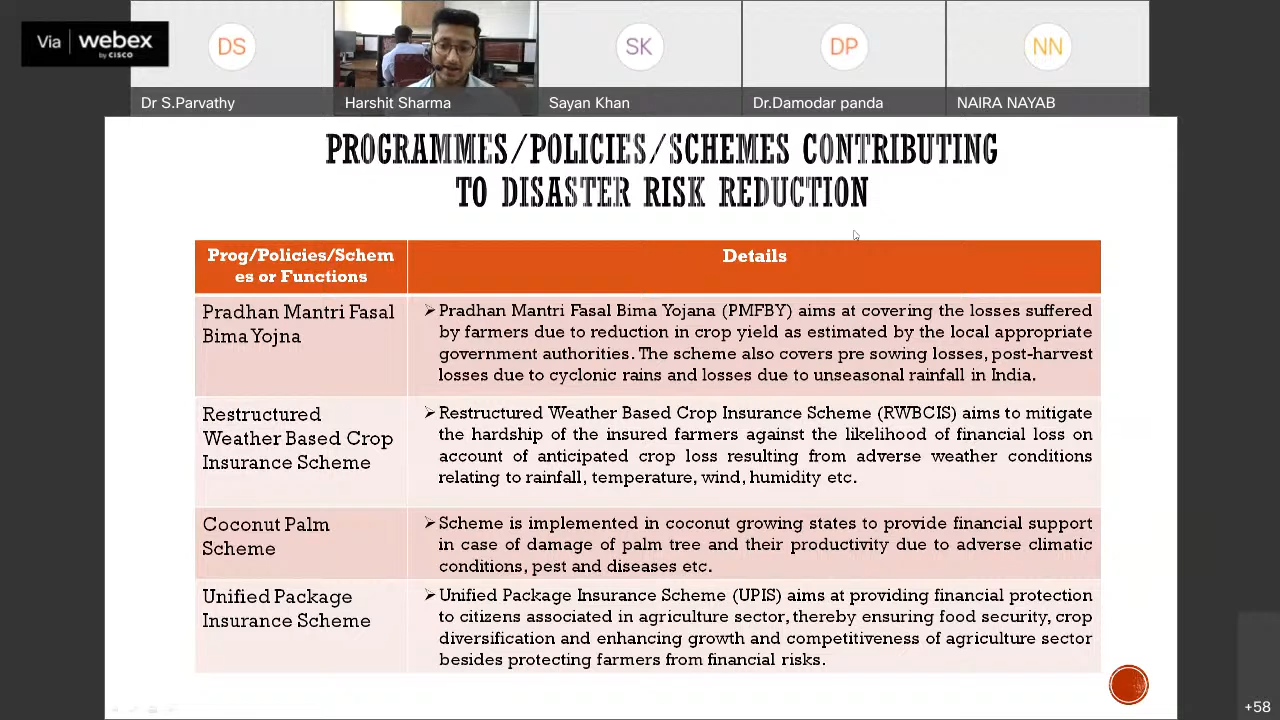 Via webex
by CISCO
DS
SK
DP
NN
Dr S.Parvathy
Harshit Sharma
Sayan Khan
Dr.Damodar panda
NAIRA NAYAB
PROGRAMMES/POLICIES/SCHEMES CONTRIBUTING
TO DISASTER RISK REDUCTION
Prog/Policies/Schem
es or Functions
Details
Pradhan Mantri Fasal
Bima Yojna
➢Pradhan Mantri Fasal Bima Yojana (PMFBY) aims at covering the losses suffered
by farmers due to reduction in crop yield as estimated by the local appropriate
government authorities. The scheme also covers pre sowing losses, post-harvest
losses due to cyclonic rains and losses due to unseasonal rainfall in India.
Restructured
Weather Based Crop
Insurance Scheme
➢Restructured Weather Based Crop Insurance Scheme (RWBCIS) aims to mitigate
the hardship of the insured farmers against the likelihood of financial loss on
account of anticipated crop loss resulting from adverse weather conditions
relating to rainfall, temperature, wind, humidity etc.
Coconut Palm
Scheme
➢Scheme is implemented in coconut growing states to provide financial support
in case of damage of palm tree and their productivity due to adverse climatic
conditions, pest and diseases etc.
Unified Package
Insurance Scheme
➢Unified Package Insurance Scheme (UPIS) aims at providing financial protection
to citizens associated in agriculture sector, thereby ensuring food security, crop
diversification and enhancing growth and competitiveness of agriculture sector
besides protecting farmers from financial risks.
+58